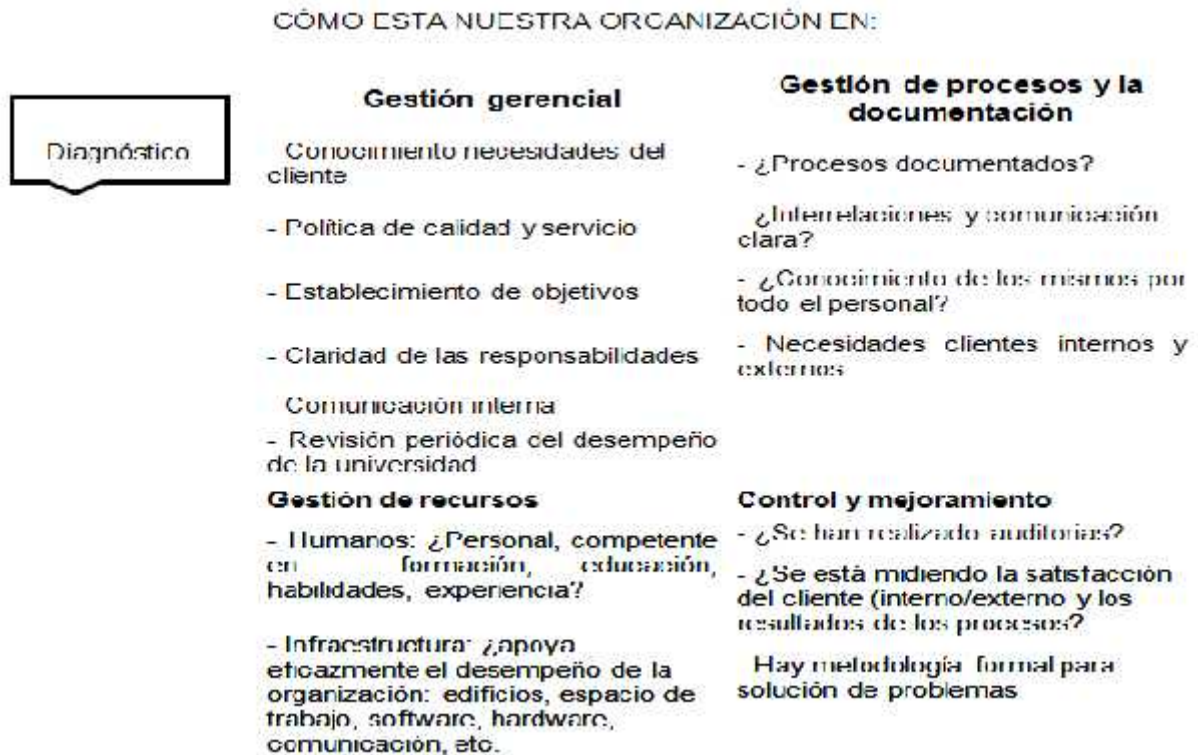 CÓMO ESTA NUESTRA ORGANIZACIÓN EN:
Diagnóstico
Gestión gerencial
Conocimiento necesidades del
cliente
- Política de calidad y servicio
- Establecimiento de objetivos
- Claridad de las responsabilidades
Comunicación interna
- Revisión periódica del desempeño
de la universidad
Gestión de procesos y la
documentación
- ¿Procesos documentados?
¿Interrelaciones y comunicación
clara?
- ¿Conocimiento de los mismos por
todo el personal?
- Necesidades clientes internos y
externos
Gestión de recursos
- Humanos: ¿Personal, competente
en formación, educación,
habilidades, experiencia?
- Infraestructura: ¿apoya
eficazmente el desempeño de la
organización: edificios, espacio de
trabajo, software, hardware,
comunicación, etc.
Control y mejoramiento
- ¿Se han realizado auditorias?
- ¿Se está midiendo la satisfacción
del cliente (interno/externo y los
resultados de los procesos?
Hay metodología formal para
solución de problemas